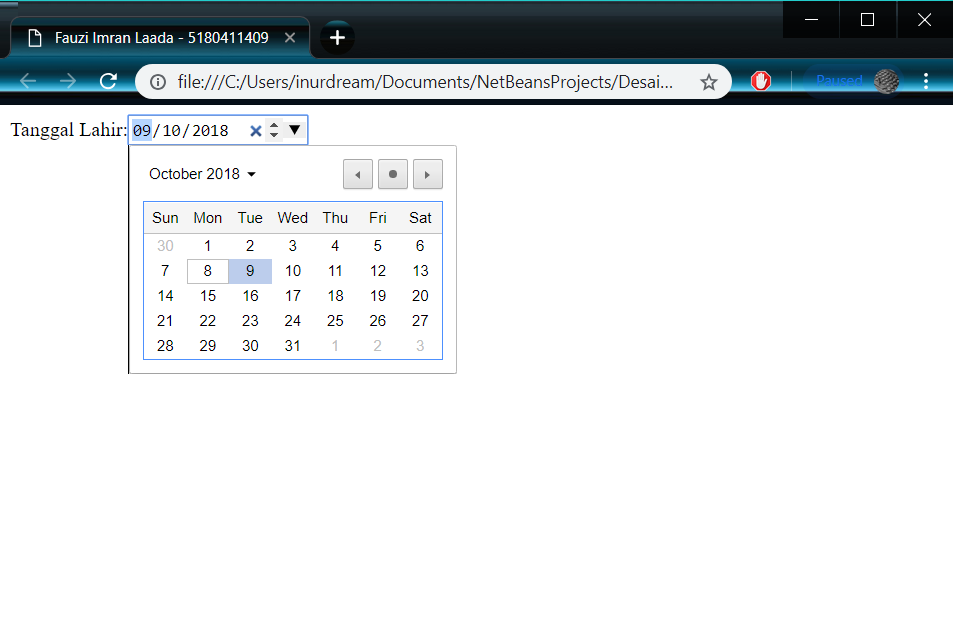 Fauzi Imran Laada - 5180411409
file:///C:/Users/inurdream/Documents/NetBeansProjects/Desai...
Paused
Tanggal Lahir: 09/10/2018
October 2018
Sun Mon Tue Wed Thu Fri Sat
30 1 2 3 4 5 6
7 8 9 10 11 12 13
14 15 16 17 18 19 20
21 22 23 24 25 26 27
28 29 30 31 1 2 3